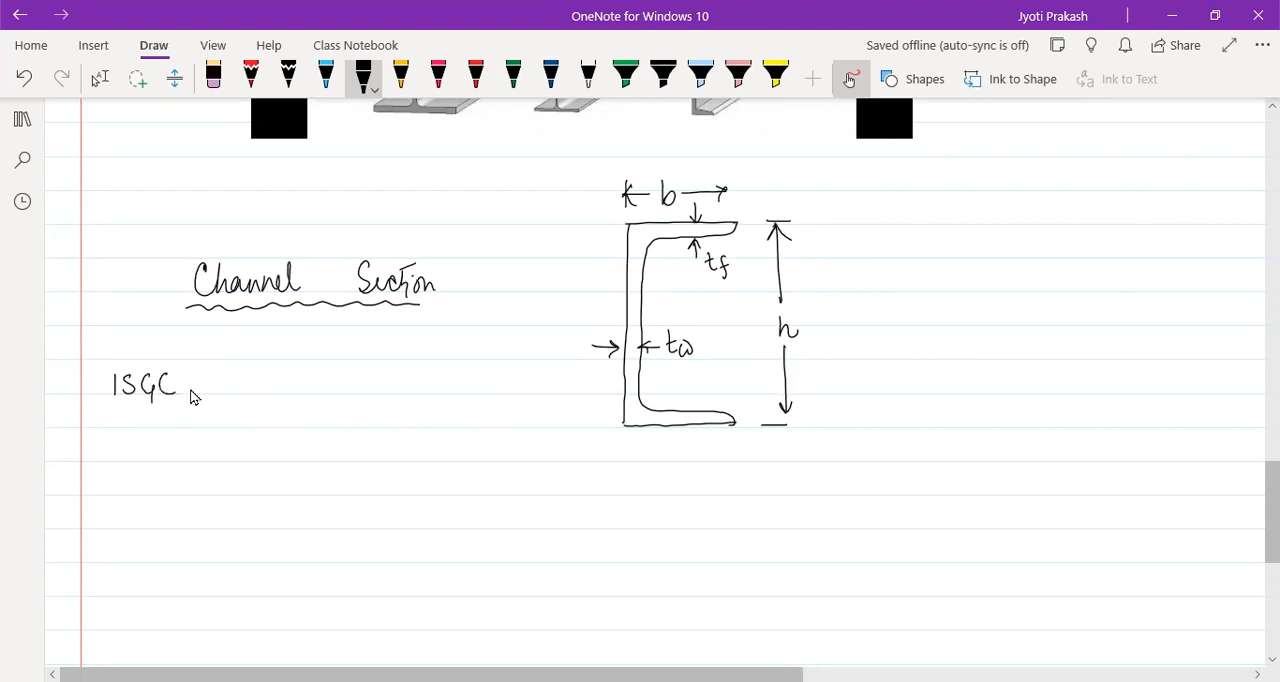 OneNote for Windows 10
Jyoti Prakash
Home Insert Draw View Help Class Notebook
Saved offline (auto-sync is off)
Share
Shapes
Ink to Shape
Ink to Text
b
tf
Channel Section
h
tw
ISGC